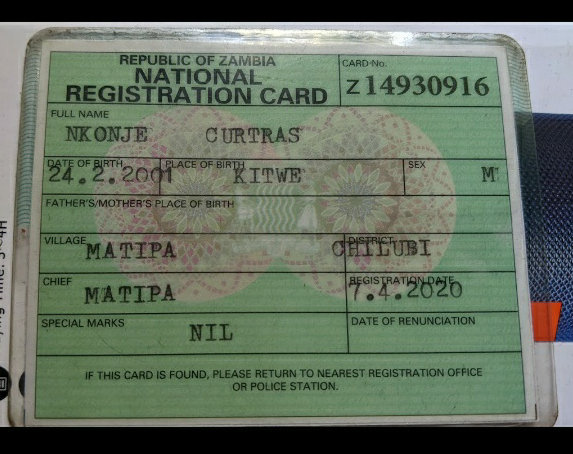 REPUBLIC OF ZAMBIA
NATIONAL
REGISTRATION CARD
CARD No.
Z14930916
FULL NAME
NKONJE CURTRAS
DATE OF BIRTH PLACE OF BIRTH SEX
24.2.2001 KITWE M
FATHER'S/MOTHER'S PLACE OF BIRTH
VILLAGE DISTRICT
MATIPA CHILUBI
CHIEF REGISTRATION DATE
MATIPA 7.4.2020
SPECIAL MARKS DATE OF RENUNCIATION
NIL
IF THIS CARD IS FOUND, PLEASE RETURN TO NEAREST REGISTRATION OFFICE
OR POLICE STATION.